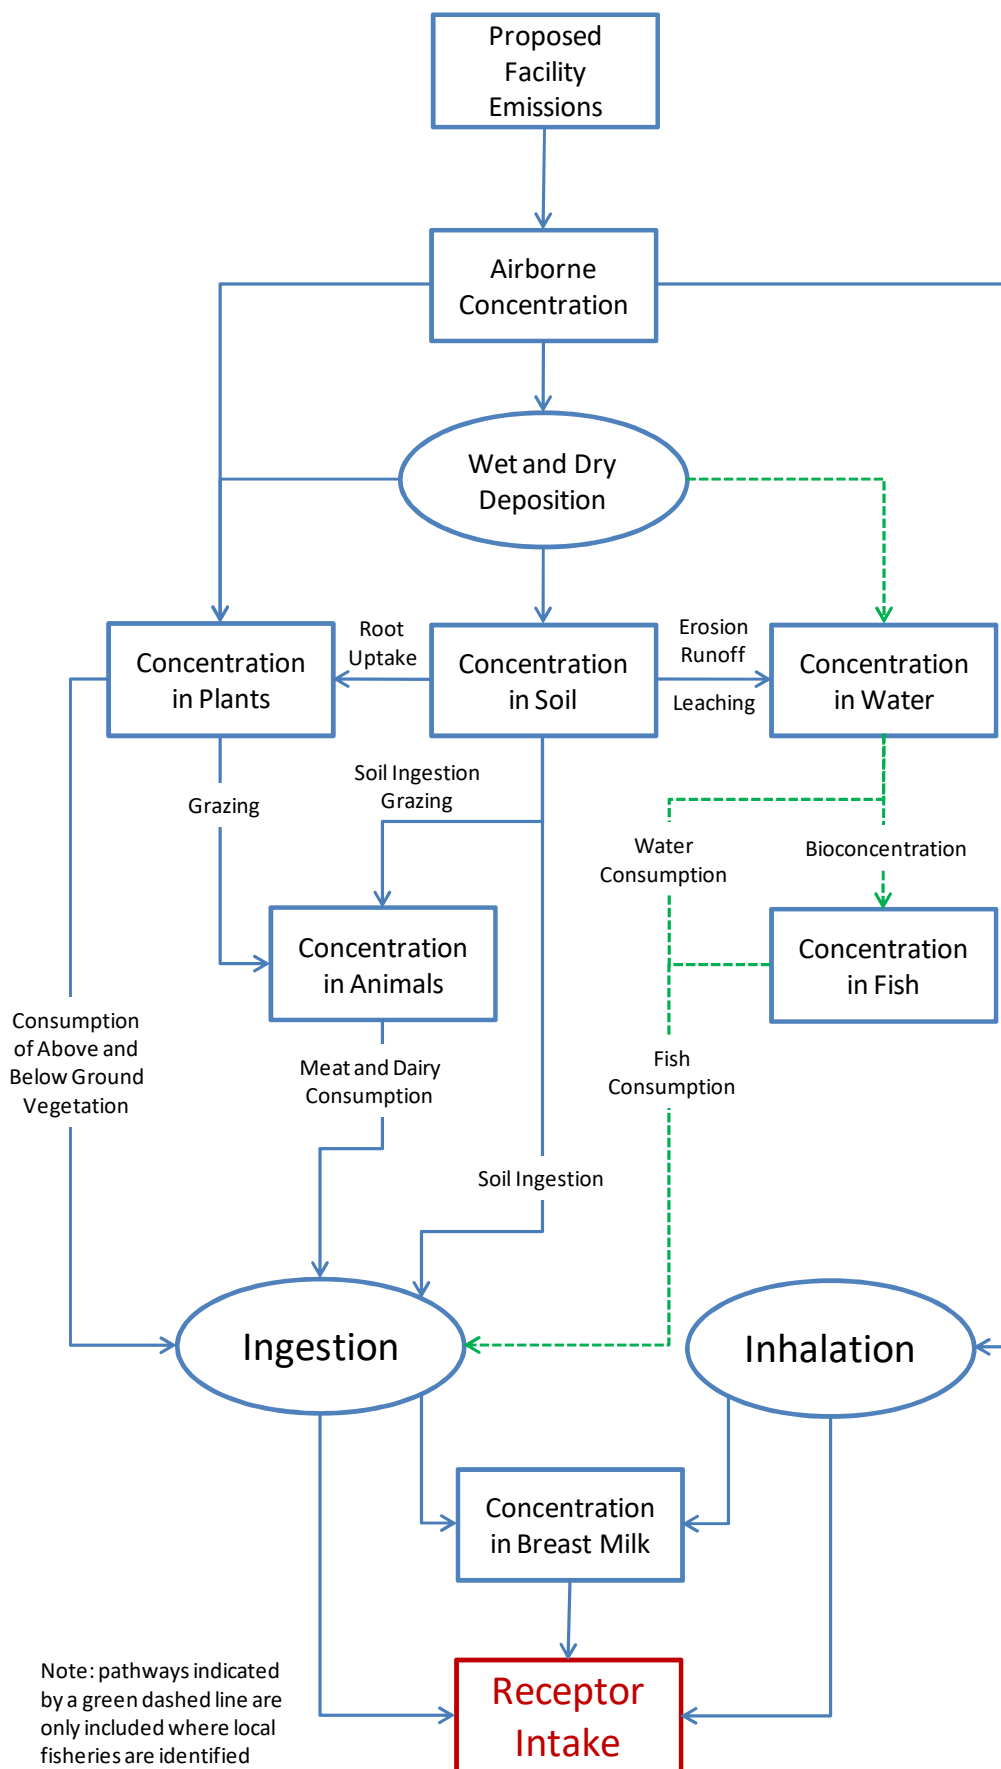 Proposed
Facility
Emissions
Airborne
Concentration
Wet and Dry
Deposition
Root
Uptake
Erosion
Runoff
Leaching
Concentration
in Plants
Concentration
in Soil
Concentration
in Water
Grazing
Soil Ingestion
Grazing
Water
Consumption
Bioconcentration
Concentration
in Animals
Concentration
in Fish
Consumption
of Above and
Below Ground
Vegetation
Meat and Dairy
Consumption
Fish
Consumption
Soil Ingestion
Ingestion
Inhalation
Concentration
in Breast Milk
Receptor
Intake
Note: pathways indicated
by a green dashed line are
only included where local
fisheries are identified